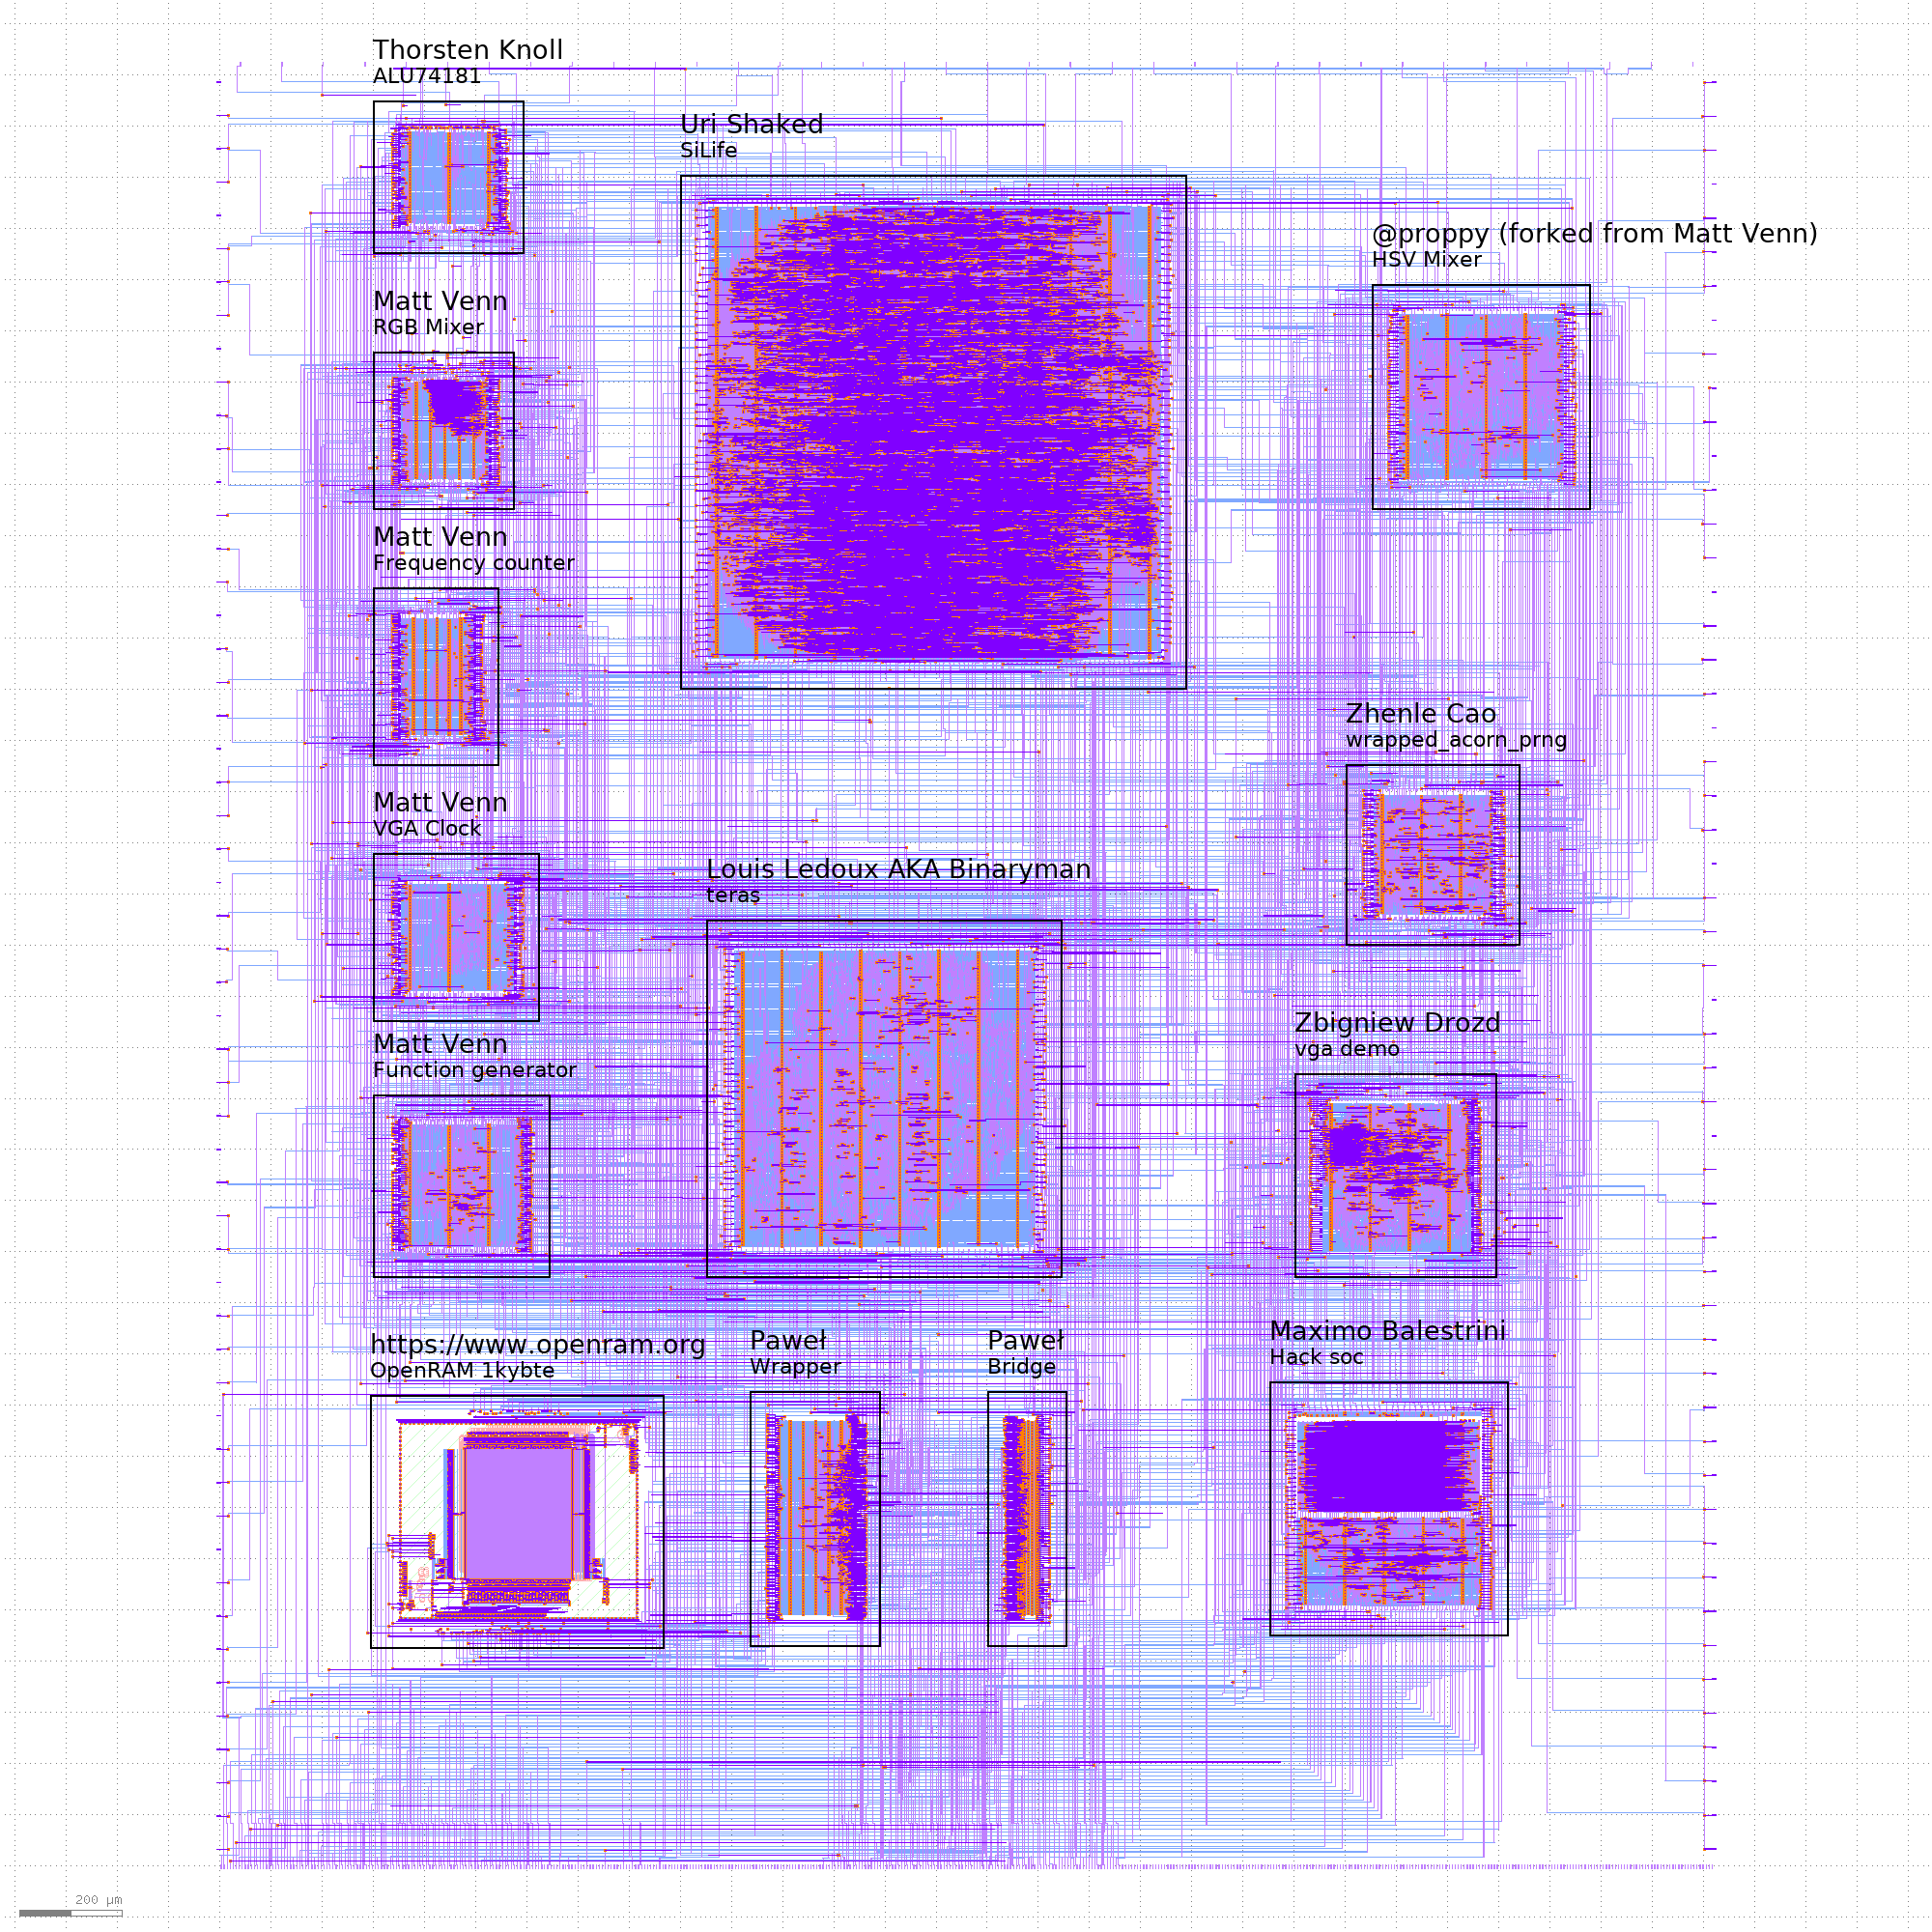 Thorsten Knoll
ALU74181
Uri Shaked
SiLife
@proppy (forked from Matt Venn)
HSV Mixer
Matt Venn
RGB Mixer
Matt Venn
Frequency counter
Zhenle Cao
wrapped_acorn_prng
Matt Venn
VGA Clock
Louis Ledoux AKA Binaryman
teras
Zbigniew Drozd
vga demo
Matt Venn
Function generator
https://www.openram.org
OpenRAM 1kybte
Paweł
Wrapper
Paweł
Bridge
Maximo Balestrini
Hack soc
200 µm